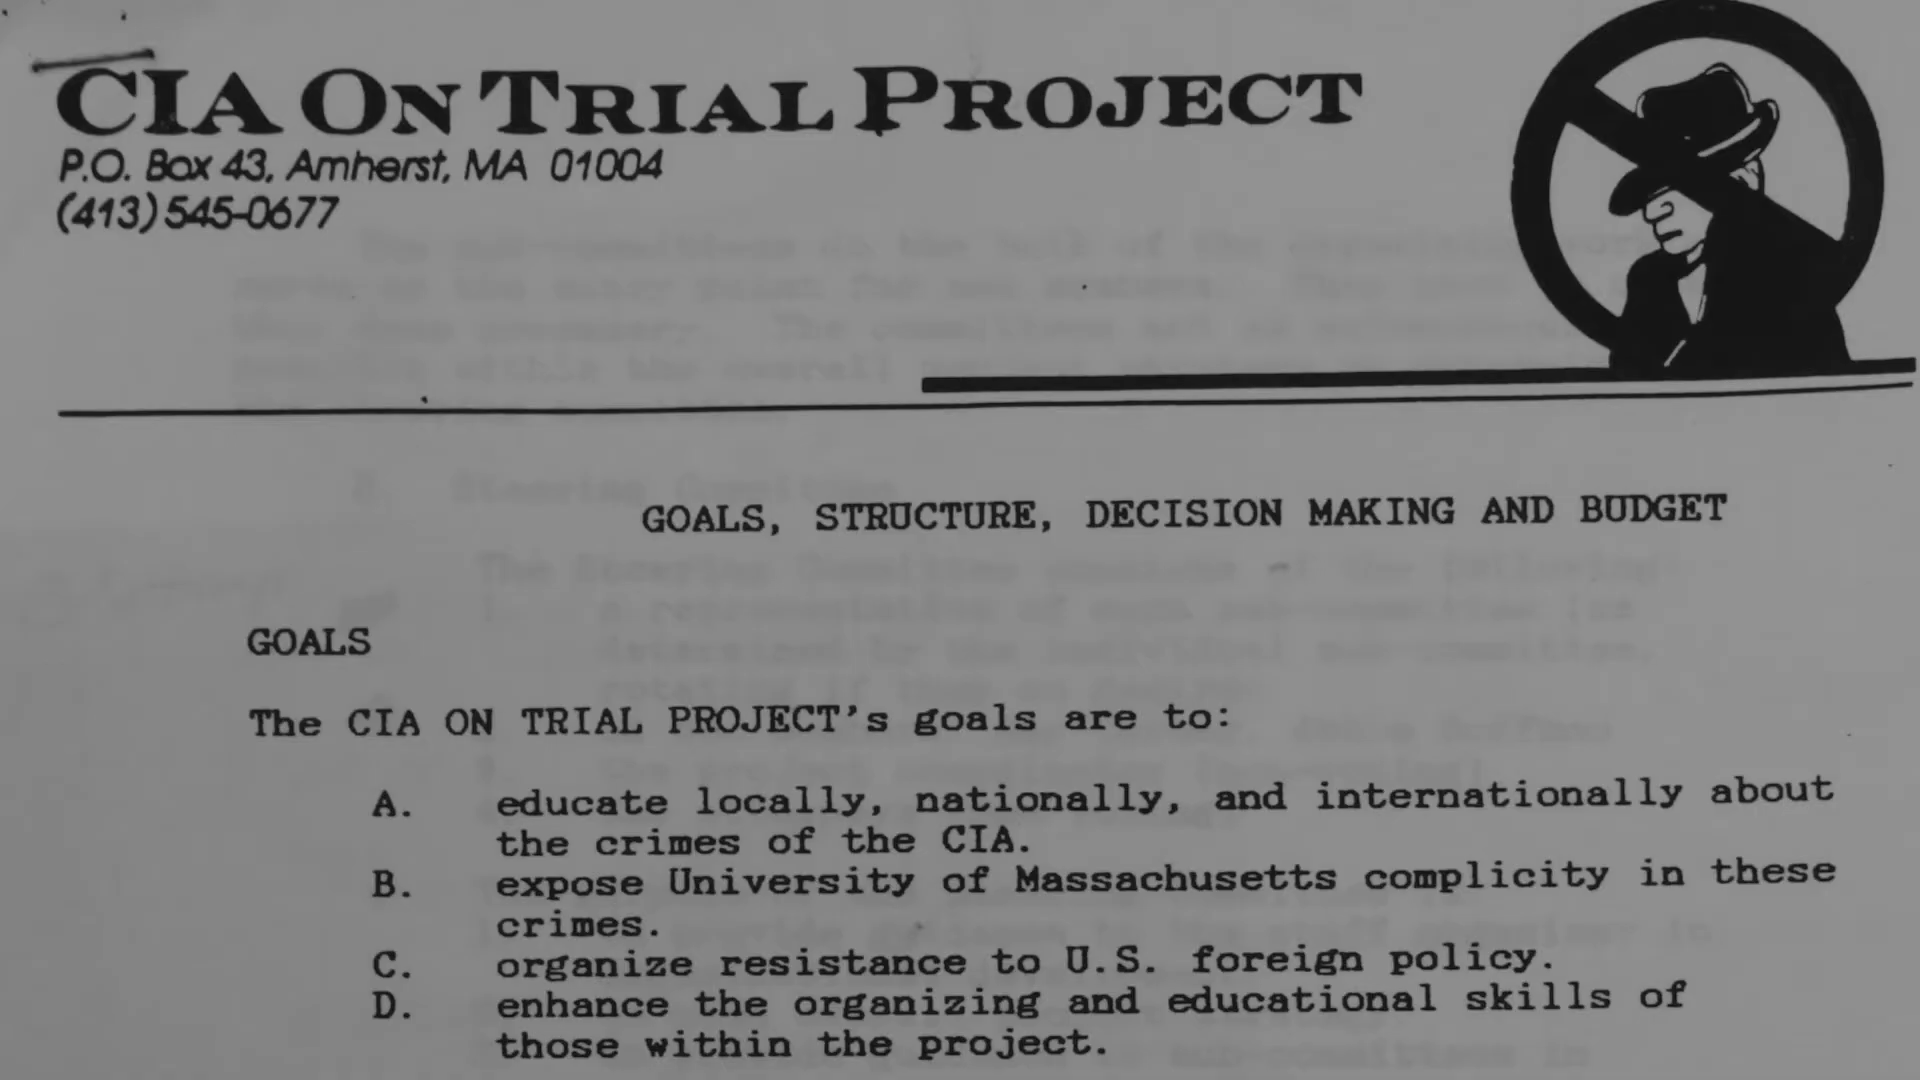 CIA ON TRIAL PROJECT
P.O. Box 43, Amherst, MA 01004
(413) 545-0677
GOALS, STRUCTURE, DECISION MAKING AND BUDGET
GOALS
The CIA ON TRIAL PROJECT's goals are to:
A. educate locally, nationally, and internationally about
the crimes of the CIA.
B. expose University of Massachusetts complicity in these
crimes.
C. organize resistance to U.S. foreign policy.
D. enhance the organizing and educational skills of
those within the project.